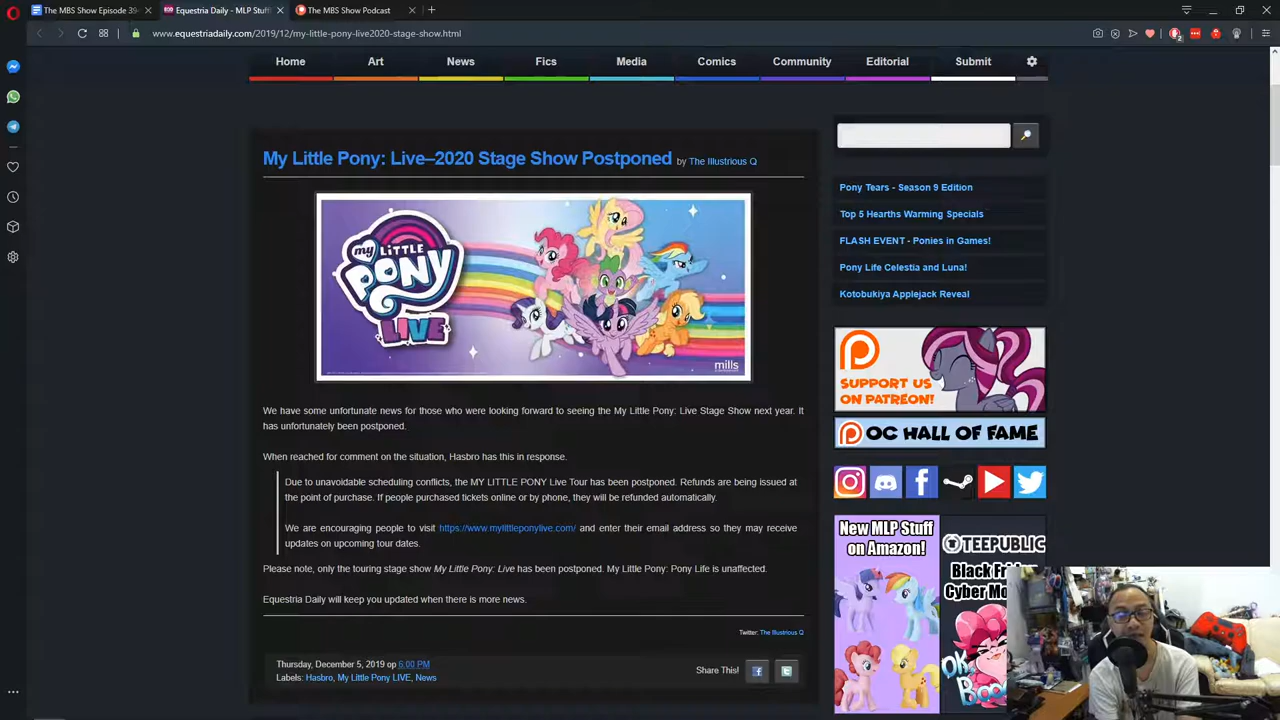 The MBS Show Episode 39
Equestria Daily - MLP Stuf
The MBS Show Podcast
www.equestriadaily.com/2019/12/my-little-pony-live2020-stage-show.html
2
Home
Art
News
Fics
Media
Comics
Community
Editorial
Submit
My Little Pony: Live–2020 Stage Show Postponed by The Illustrious Q
my LiTTLE PONY LIVE
mills
We have some unfortunate news for those who were looking forward to seeing the My Little Pony: Live Stage Show next year. It
has unfortunately been postponed.
When reached for comment on the situation, Hasbro has this in response.
Due to unavoidable scheduling conflicts, the MY LITTLE PONY Live Tour has been postponed. Refunds are being issued at
the point of purchase. If people purchased tickets online or by phone, they will be refunded automatically.
We are encouraging people to visit https://www.mylittleponylive.com/ and enter their email address so they may receive
updates on upcoming tour dates.
Please note, only the touring stage show My Little Pony: Live has been postponed. My Little Pony: Pony Life is unaffected.
Equestria Daily will keep you updated when there is more news.
Twitter: The Illustrious Q
Thursday, December 5, 2019 op 6:00 PM
Labels: Hasbro, My Little Pony LIVE, News
Share This!
Pony Tears - Season 9 Edition
Top 5 Hearths Warming Specials
FLASH EVENT - Ponies in Games!
Pony Life Celestia and Luna!
Kotobukiya Applejack Reveal
SUPPORT US
ON PATREON!
OC HALL OF FAME
New MLP Stuff
on Amazon!
TEEPUBLIC
Black Fri
Cyber Mo
OK
Boo